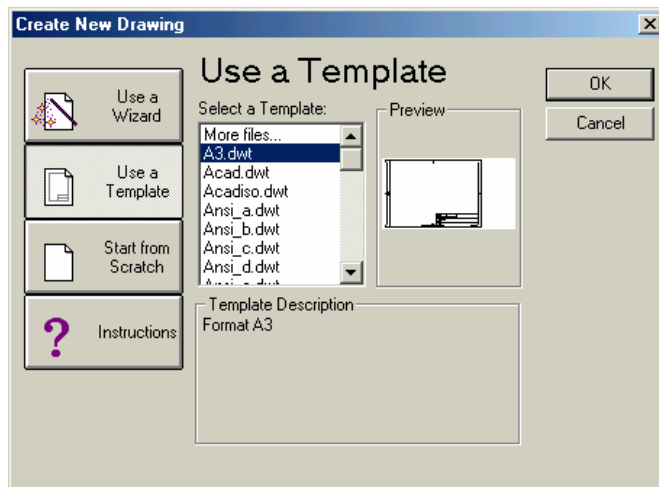 Create New Drawing
Use a
Wizard
Use a
Template
Start from
Scratch
Instructions
Use a Template
Select a Template:
More files...
A3.dwt
Acad.dwt
Acadiso.dwt
Ansi_a.dwt
Ansi_b.dwt
Ansi_c.dwt
Ansi_d.dwt
Preview
Template Description
Format A3
OK
Cancel